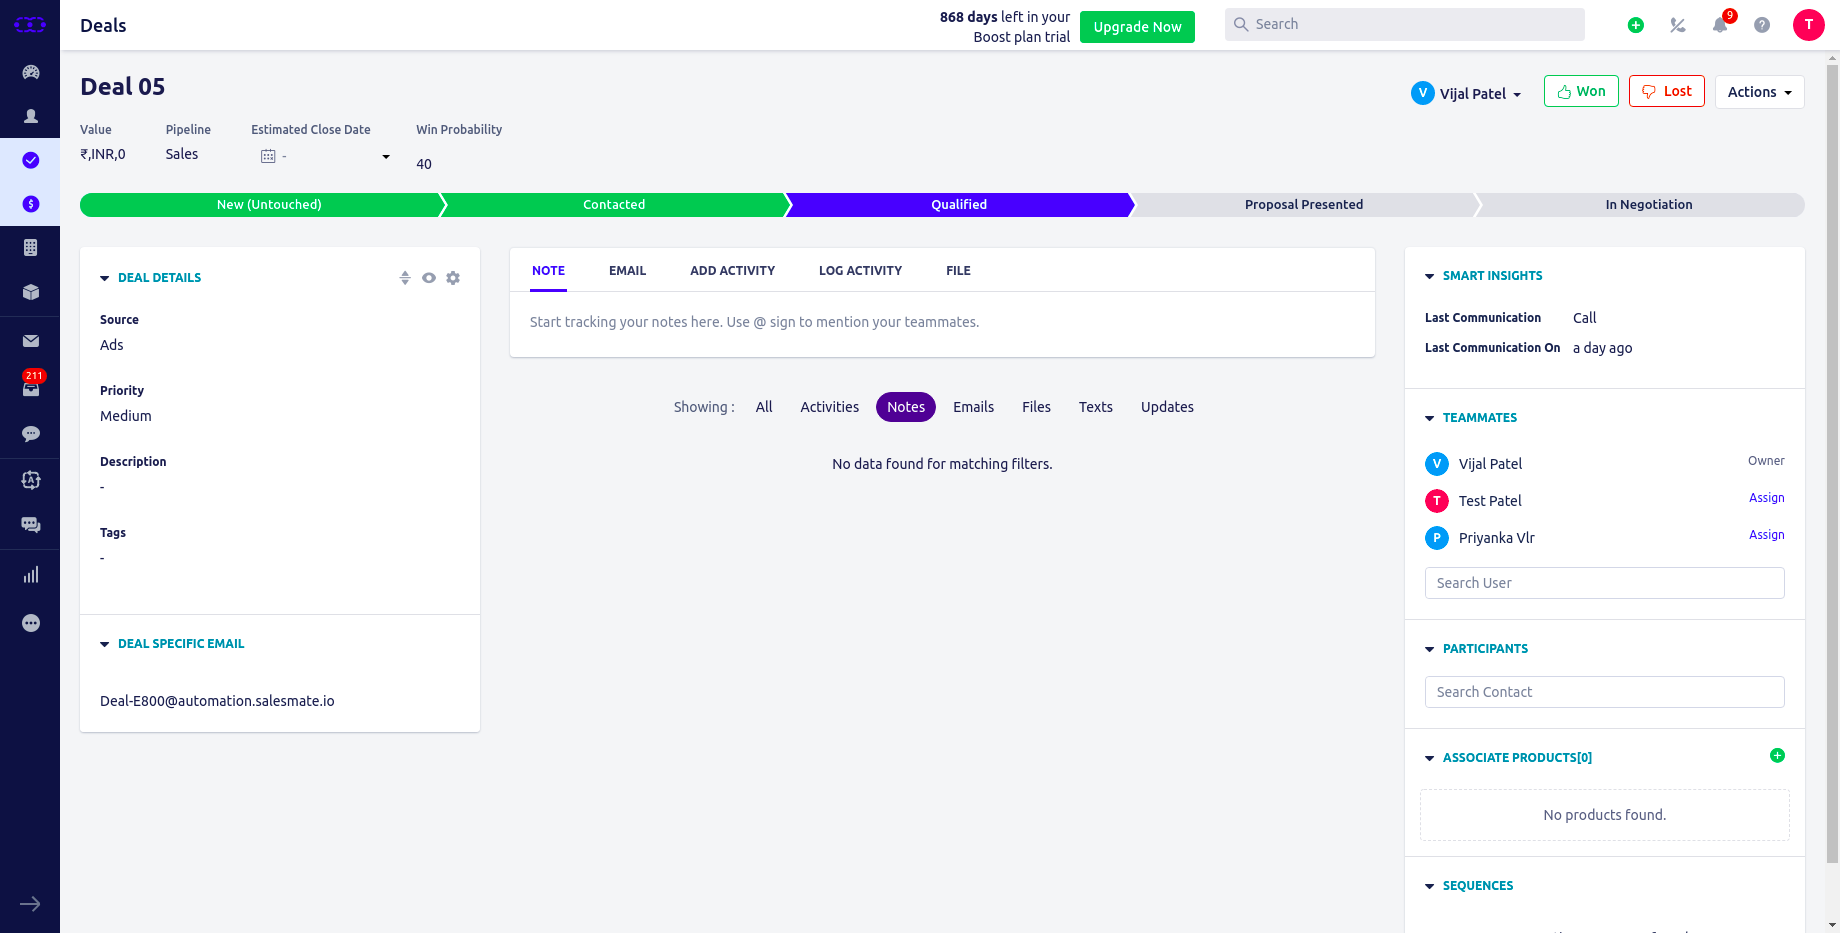 Deals
868 days left in your
Boost plan trial
Upgrade Now
Search
9
T
Deal 05
V Vijal Patel
Won
Lost
Actions
Value
Pipeline
Estimated Close Date
Win Probability
₹,INR,0
Sales
-
40
New (Untouched)
Contacted
Qualified
Proposal Presented
In Negotiation
211
DEAL DETAILS
Source
Ads
Priority
Medium
Description
-
Tags
-
DEAL SPECIFIC EMAIL
Deal-E800@automation.salesmate.io
NOTE
EMAIL
ADD ACTIVITY
LOG ACTIVITY
FILE
Start tracking your notes here. Use @ sign to mention your teammates.
Showing :
All
Activities
Notes
Emails
Files
Texts
Updates
No data found for matching filters.
SMART INSIGHTS
Last Communication Call
Last Communication On a day ago
TEAMMATES
V Vijal Patel Owner
T Test Patel Assign
P Priyanka Vlr Assign
Search User
PARTICIPANTS
Search Contact
ASSOCIATE PRODUCTS[0]
No products found.
SEQUENCES